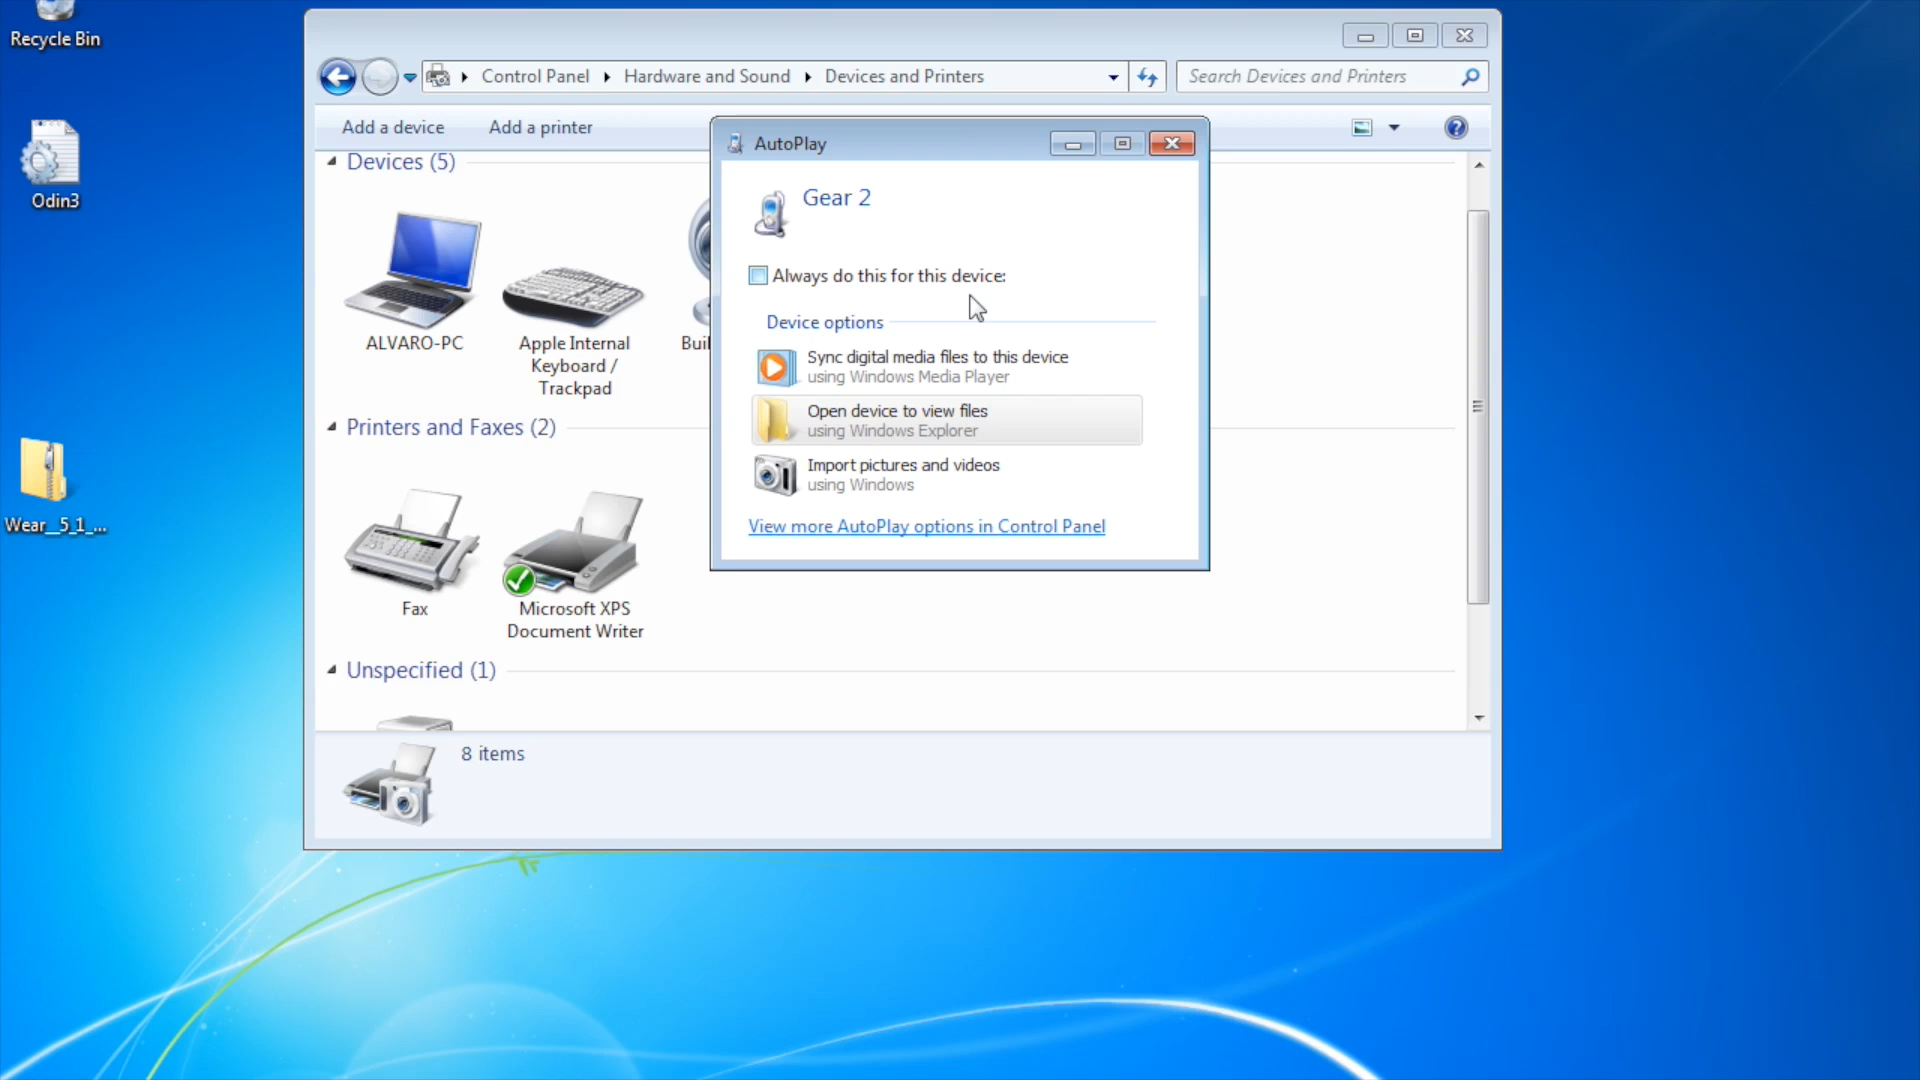 Recycle Bin
Odin3
Wear__5_1_...
Control Panel
Hardware and Sound
Devices and Printers
Search Devices and Printers
Add a device
Add a printer
Devices (5)
ALVARO-PC
Apple Internal
Keyboard /
Trackpad
Buil
Printers and Faxes (2)
Fax
Microsoft XPS
Document Writer
Unspecified (1)
8 items
AutoPlay
Gear 2
Always do this for this device:
Device options
Sync digital media files to this device
using Windows Media Player
Open device to view files
using Windows Explorer
Import pictures and videos
using Windows
View more AutoPlay options in Control Panel